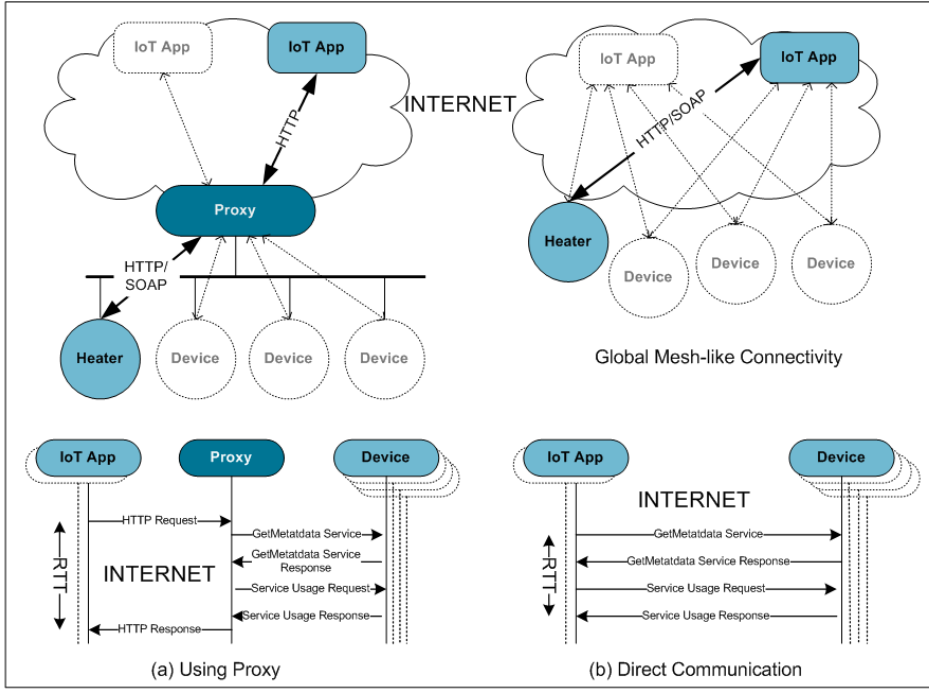 IoT App
IoT App
HTTP
INTERNET
Proxy
HTTP/
SOAP
Heater
Device
Device
Device
IoT App
IoT App
HTTP/SOAP
Heater
Device
Device
Device
Global Mesh-like Connectivity
IoT App
Proxy
Device
HTTP Request
GetMetatdata Service
GetMetatdata Service
Response
RTT
INTERNET
Service Usage Request
Service Usage Response
HTTP Response
(a) Using Proxy
IoT App
Device
INTERNET
GetMetatdata Service
GetMetatdata Service Response
RTT
Service Usage Request
Service Usage Response
(b) Direct Communication